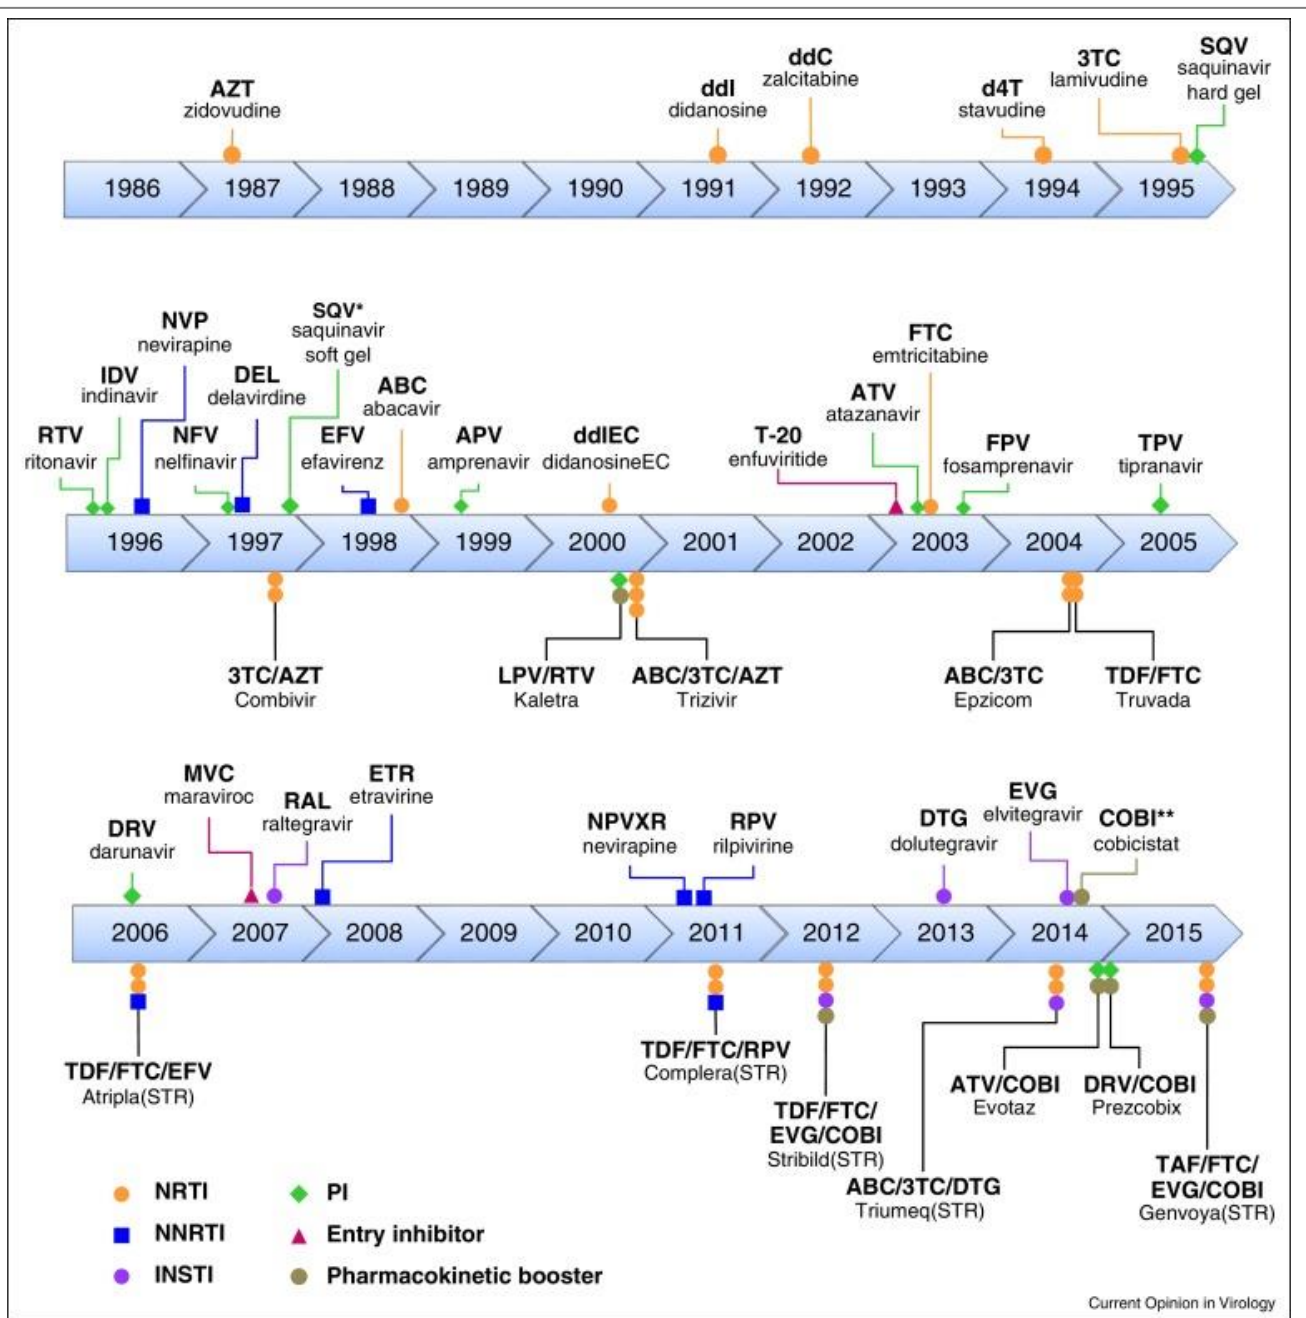 AZT
zidovudine
ddI
didanosine
ddC
zalcitabine
d4T
stavudine
3TC
lamivudine
SQV
saquinavir
hard gel
1986 1987 1988 1989 1990 1991 1992 1993 1994 1995
RTV
ritonavir
IDV
indinavir
NVP
nevirapine
NFV
nelfinavir
DEL
delavirdine
SQV*
saquinavir
soft gel
EFV
efavirenz
ABC
abacavir
APV
amprenavir
ddIEC
didanosineEC
T-20
enfuviritide
ATV
atazanavir
FTC
emtricitabine
FPV
fosamprenavir
TPV
tipranavir
1996 1997 1998 1999 2000 2001 2002 2003 2004 2005
3TC/AZT
Combivir
LPV/RTV
Kaletra
ABC/3TC/AZT
Trizivir
ABC/3TC
Epzicom
TDF/FTC
Truvada
DRV
darunavir
MVC
maraviroc
RAL
raltegravir
ETR
etravirine
NPVXR
nevirapine
RPV
rilpivirine
DTG
dolutegravir
EVG
elvitegravir
COBI**
cobicistat
2006 2007 2008 2009 2010 2011 2012 2013 2014 2015
TDF/FTC/EFV
Atripla(STR)
TDF/FTC/RPV
Complera(STR)
TDF/FTC/
EVG/COBI
Stribild(STR)
ABC/3TC/DTG
Triumeq(STR)
ATV/COBI
Evotaz
DRV/COBI
Prezcobix
TAF/FTC/
EVG/COBI
Genvoya(STR)
NRTI
NNRTI
INSTI
PI
Entry inhibitor
Pharmacokinetic booster
Current Opinion in Virology